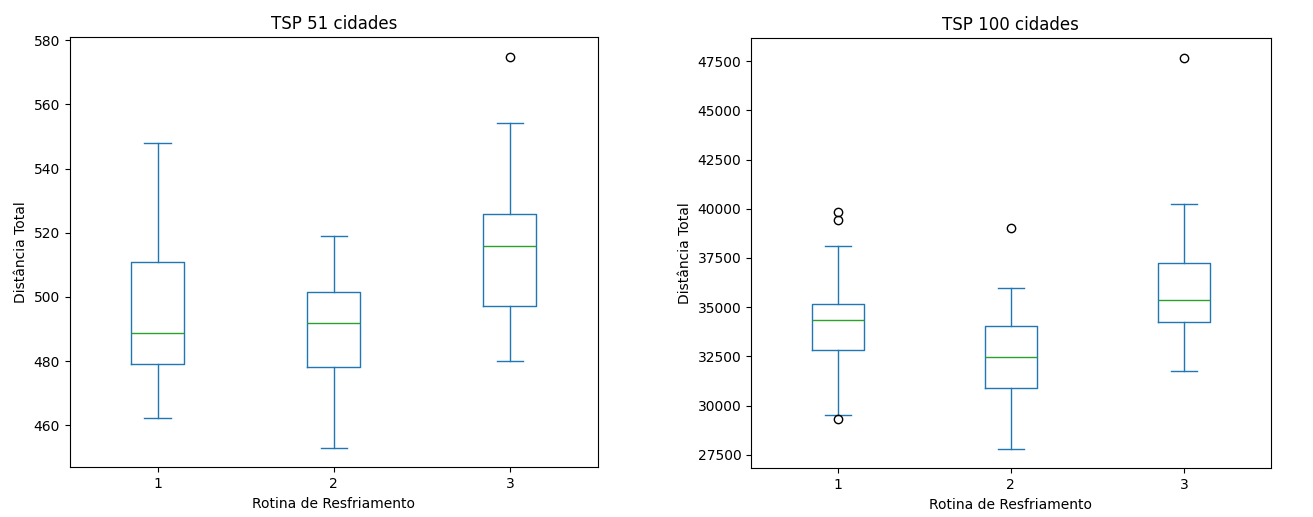 TSP 51 cidades
580
560
540
520
500
480
460
Distância Total
1 2 3
Rotina de Resfriamento
TSP 100 cidades
47500
45000
42500
40000
37500
35000
32500
30000
27500
Distância Total
1 2 3
Rotina de Resfriamento